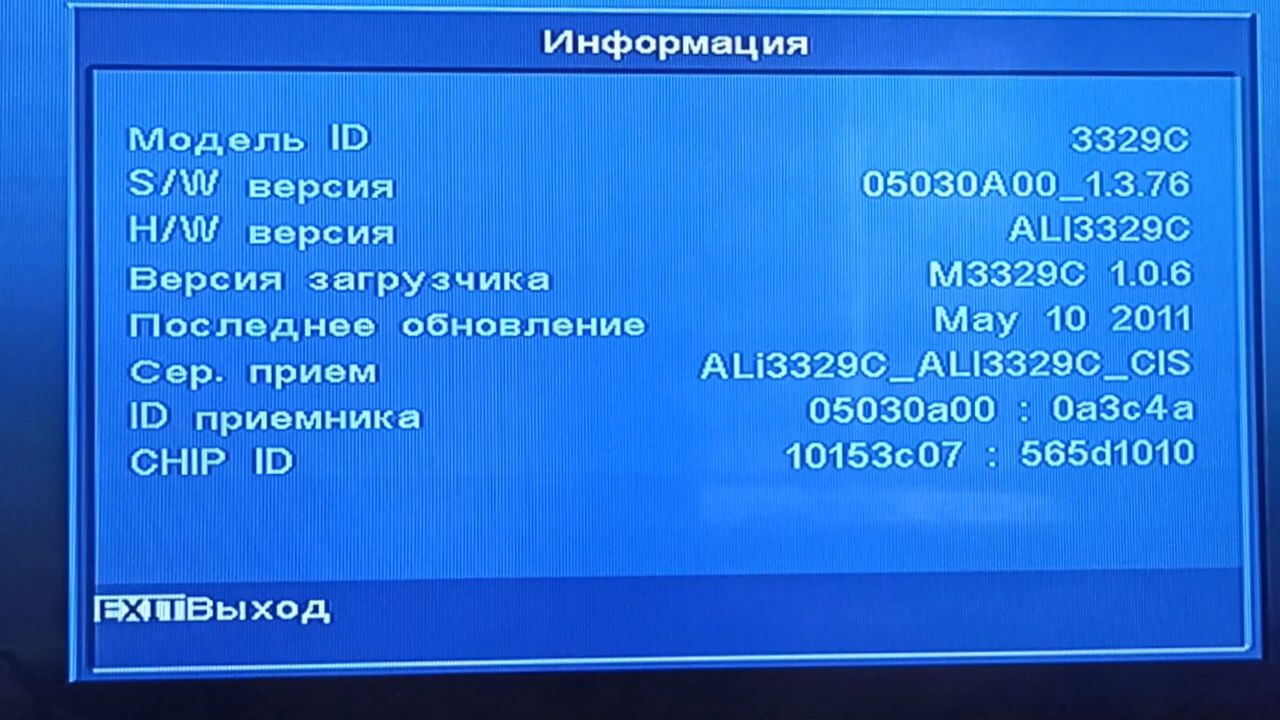 Информация
Модель ID 3329C
S/W версия 05030A00_1.3.76
H/W версия ALI3329C
Версия загрузчика M3329C 1.0.6
Последнее обновление May 10 2011
Сер. прием ALi3329C_ALI3329C_CIS
ID приемника 05030a00 : 0a3c4a
CHIP ID 10153c07 : 565d1010
EXIT Выход